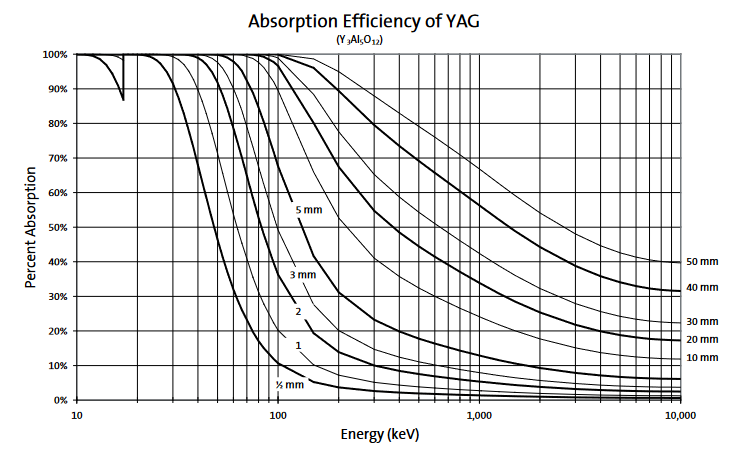 Absorption Efficiency of YAG
(Y3Al5O12)
100%
90%
80%
70%
60%
50%
40%
30%
20%
10%
0%
Percent Absorption
5 mm
3 mm
2
1
½ mm
50 mm
40 mm
30 mm
20 mm
10 mm
10 100 1,000 10,000
Energy (keV)